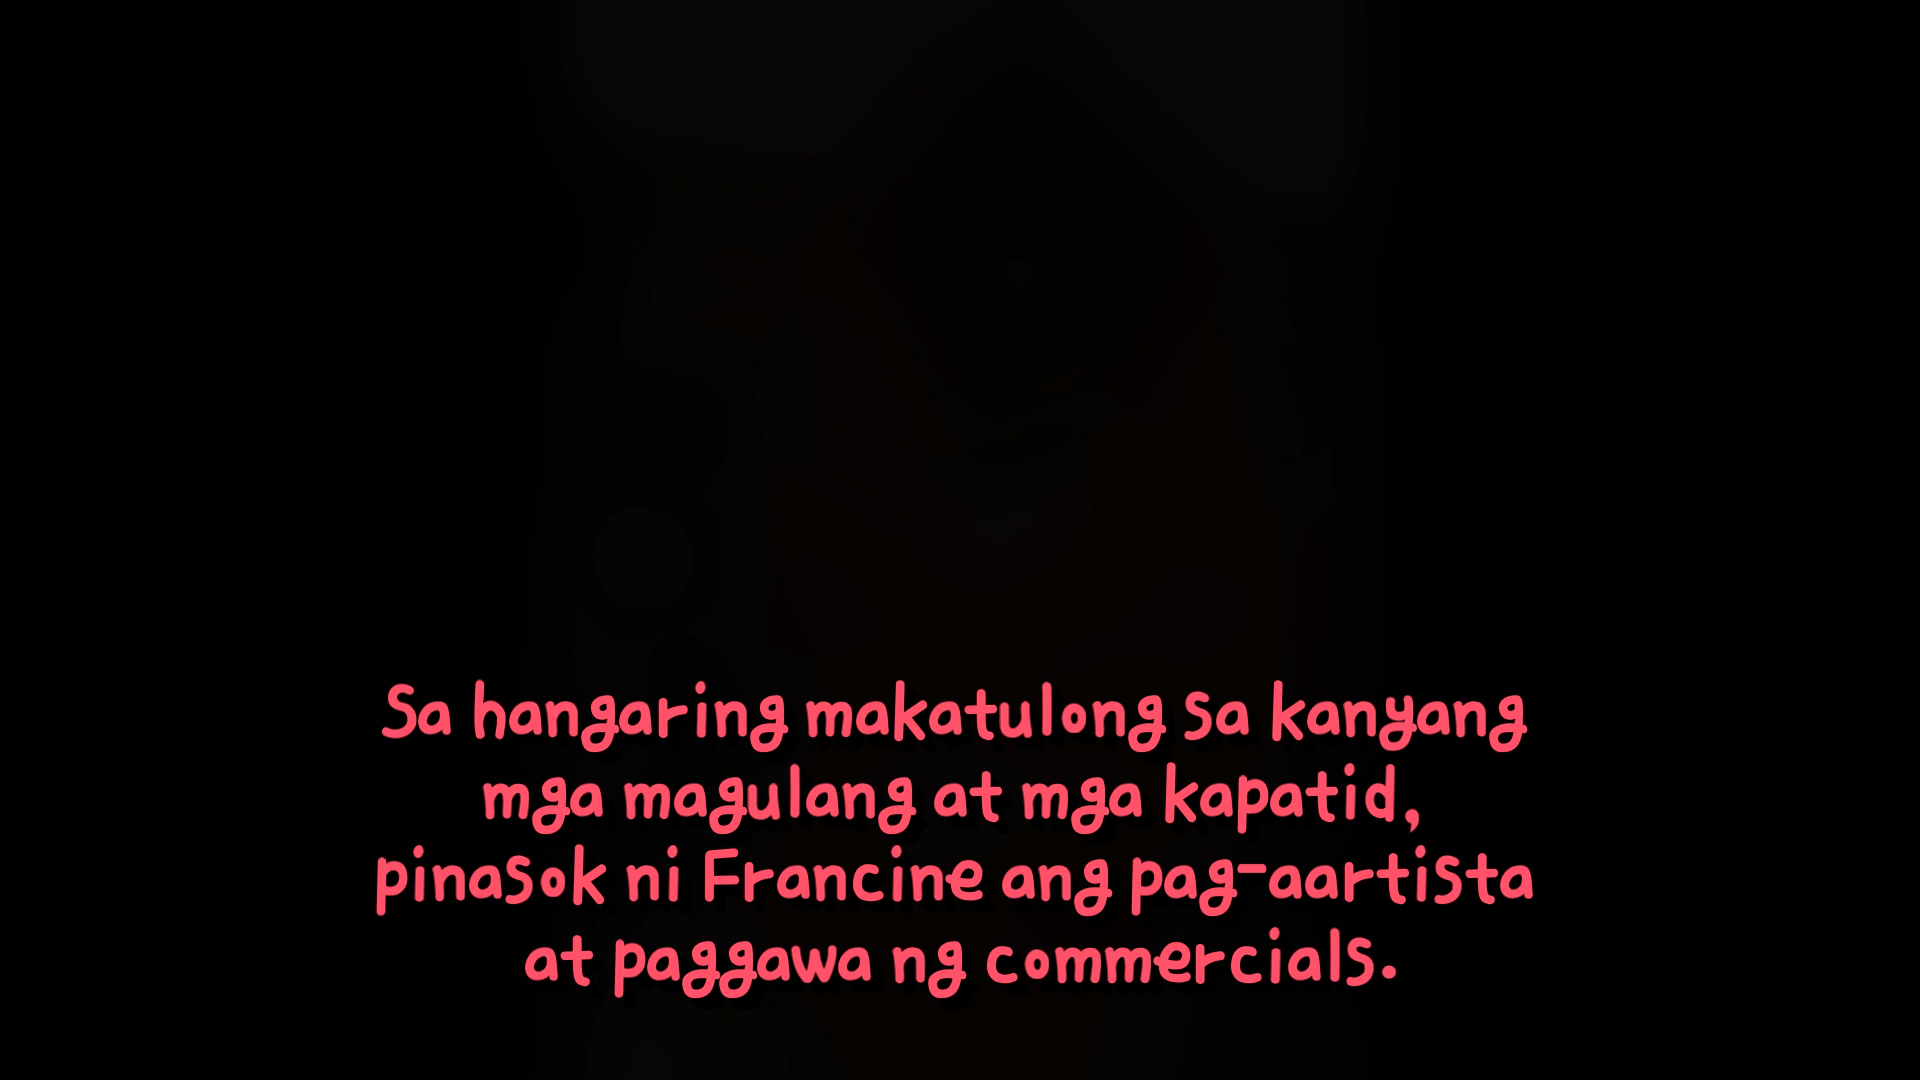 Sa hangaring makatulong sa kanyang
mga magulang at mga kapatid,
pinasok ni Francine ang pag-aartista
at paggawa ng commercials.